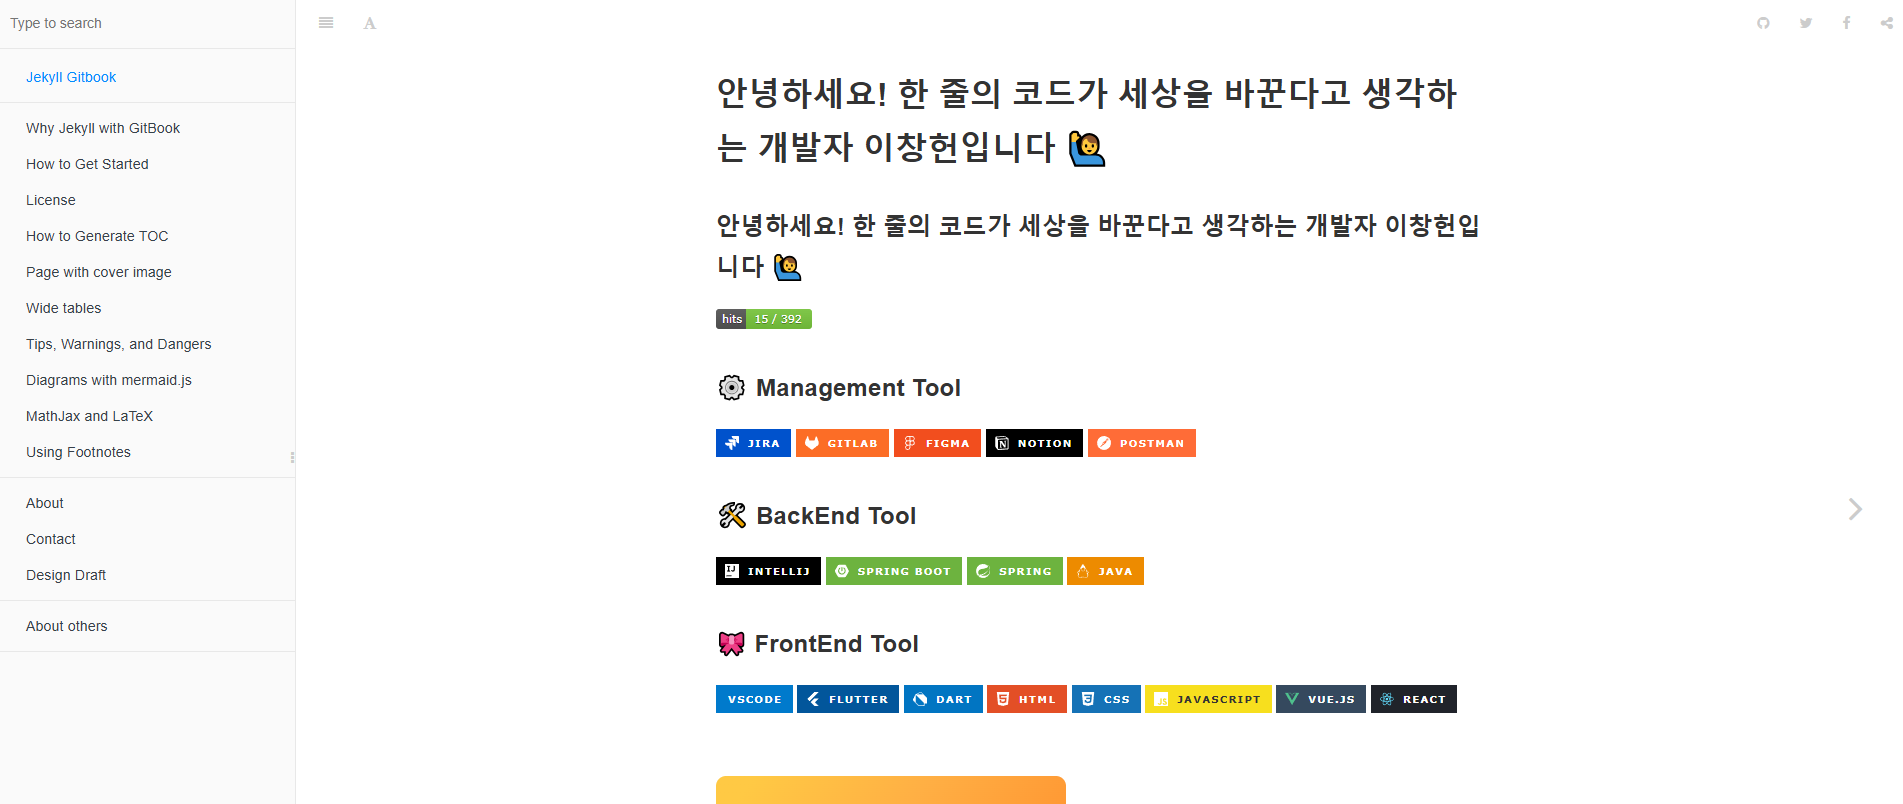 Type to search
A
Jekyll Gitbook
Why Jekyll with GitBook
How to Get Started
License
How to Generate TOC
Page with cover image
Wide tables
Tips, Warnings, and Dangers
Diagrams with mermaid.js
MathJax and LaTeX
Using Footnotes
About
Contact
Design Draft
About others
안녕하세요! 한 줄의 코드가 세상을 바꾼다고 생각하
는 개발자 이창헌입니다 🙋‍♂️
안녕하세요! 한 줄의 코드가 세상을 바꾼다고 생각하는 개발자 이창헌입
니다 🙋‍♂️
hits 15 / 392
⚙️ Management Tool
JIRA GITLAB FIGMA NOTION POSTMAN
🛠️ BackEnd Tool
INTELLIJ SPRING BOOT SPRING JAVA
🎀 FrontEnd Tool
VSCODE FLUTTER DART HTML CSS JAVASCRIPT VUE.JS REACT